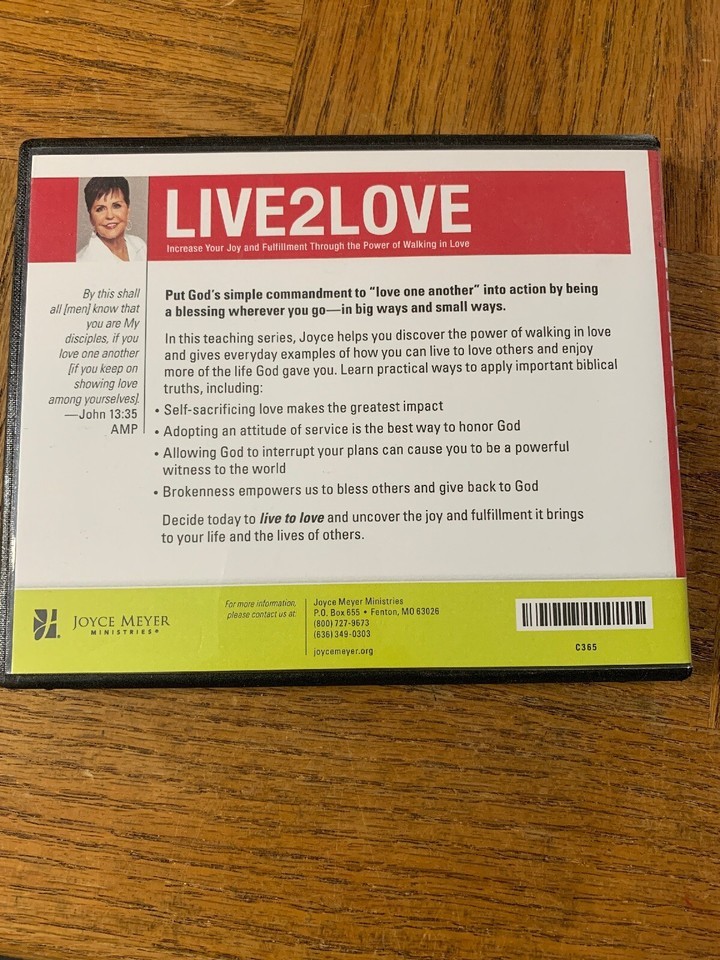 LIVE2LOVE
Increase Your Joy and Fulfillment Through the Power of Walking in Love
By this shall
all [men] know that
you are My
disciples, if you
love one another
[if you keep on
showing love
among yourselves].
—John 13:35
AMP
Put God's simple commandment to "love one another" into action by being
a blessing wherever you go—in big ways and small ways.
In this teaching series, Joyce helps you discover the power of walking in love
and gives everyday examples of how you can live to love others and enjoy
more of the life God gave you. Learn practical ways to apply important biblical
truths, including:
• Self-sacrificing love makes the greatest impact
• Adopting an attitude of service is the best way to honor God
• Allowing God to interrupt your plans can cause you to be a powerful
witness to the world
• Brokenness empowers us to bless others and give back to God
Decide today to live to love and uncover the joy and fulfillment it brings
to your life and the lives of others.
JOYCE MEYER
MINISTRIES®
For more information,
please contact us at:
Joyce Meyer Ministries
P.O. Box 655 • Fenton, MO 63026
(800) 727-9673
(636) 349-0303
joycemeyer.org
C365